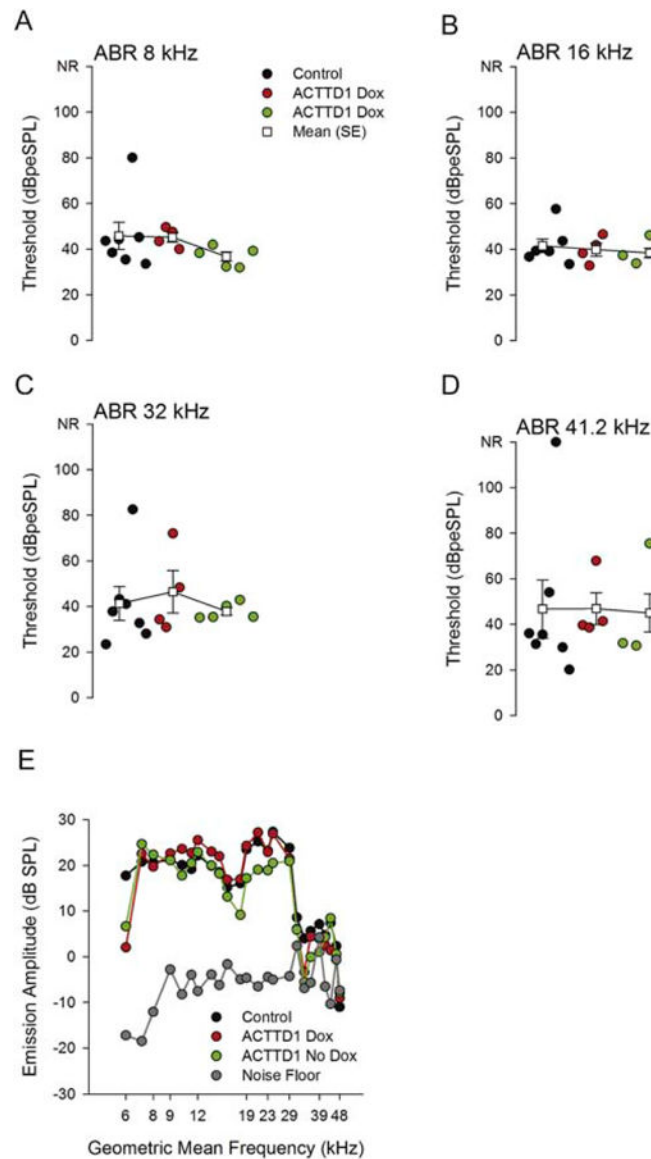 A
ABR 8 kHz
NR
100
80
60
40
20
0
Threshold (dBpeSPL)
Control
ACTTD1 Dox
ACTTD1 Dox
Mean (SE)
B
ABR 16 kHz
NR
100
80
60
40
20
0
Threshold (dBpeSPL)
C
ABR 32 kHz
NR
100
80
60
40
20
0
Threshold (dBpeSPL)
D
ABR 41.2 kHz
NR
100
80
60
40
20
0
Threshold (dBpeSPL)
E
30
20
10
0
-10
-20
-30
Emission Amplitude (dB SPL)
Control
ACTTD1 Dox
ACTTD1 No Dox
Noise Floor
6 8 9 12 19 23 29 39 48
Geometric Mean Frequency (kHz)